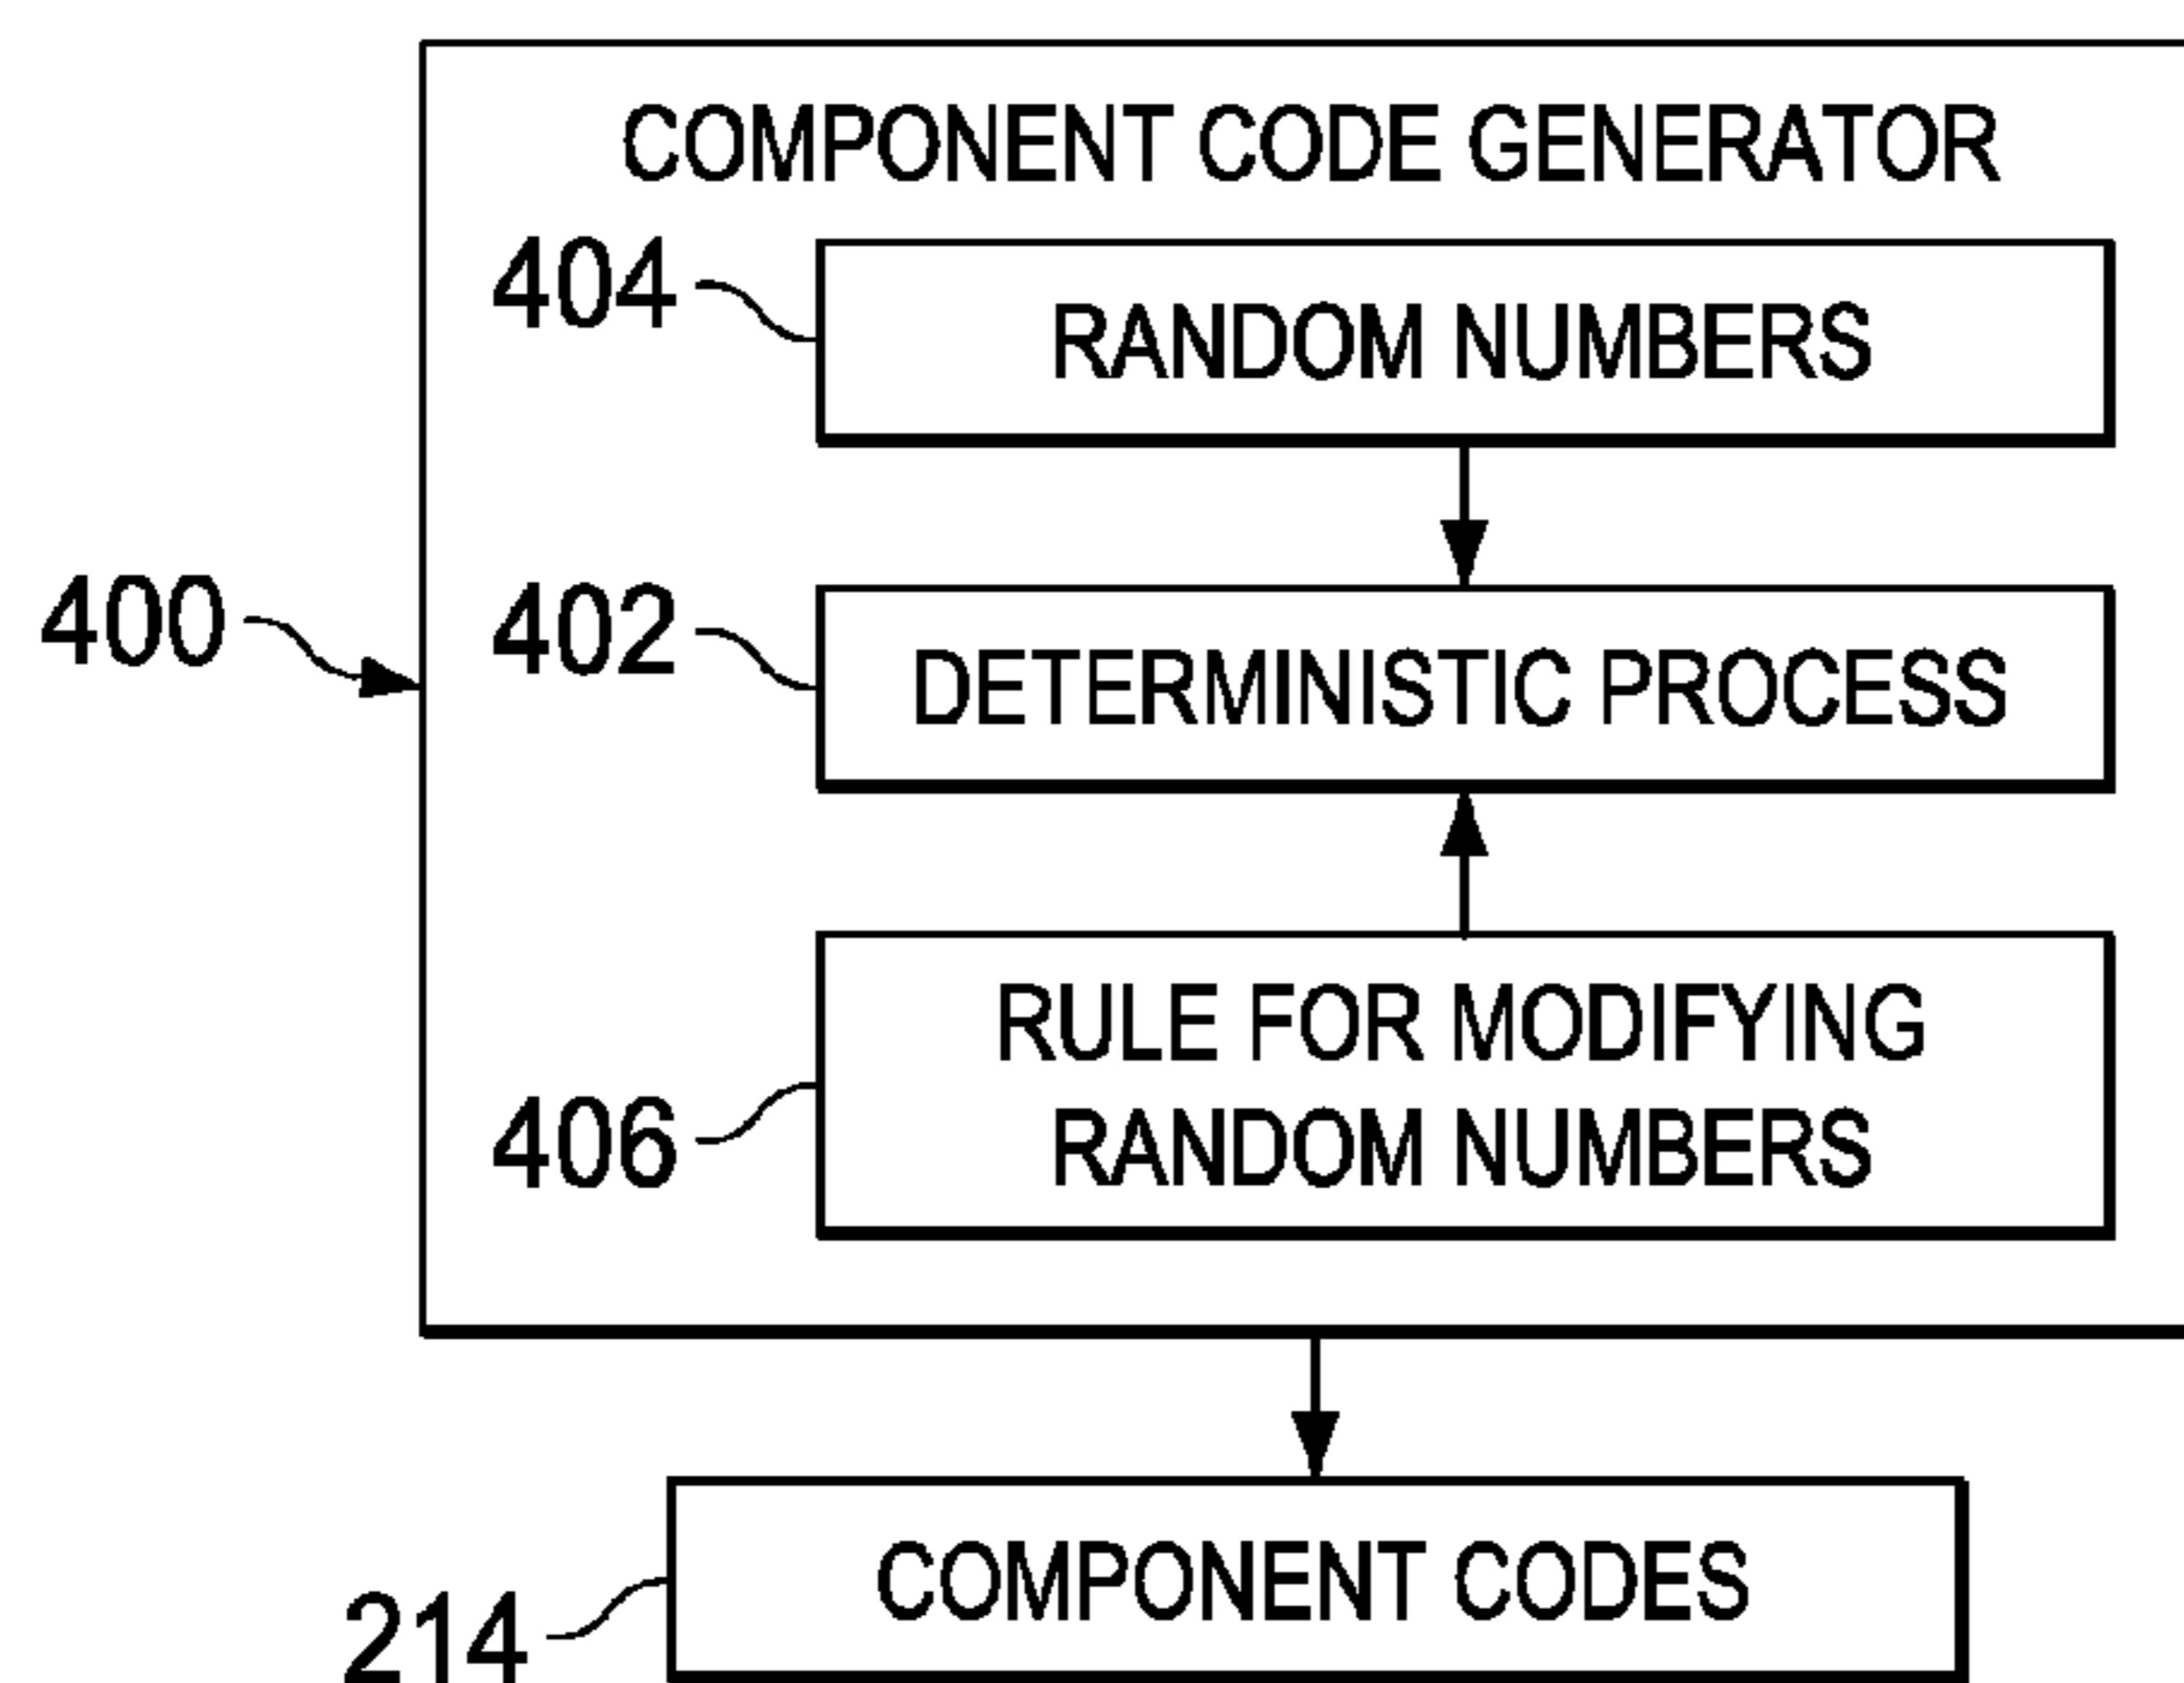 COMPONENT CODE GENERATOR
404
RANDOM NUMBERS
400
402
DETERMINISTIC PROCESS
RULE FOR MODIFYING
RANDOM NUMBERS
406
COMPONENT CODES
214